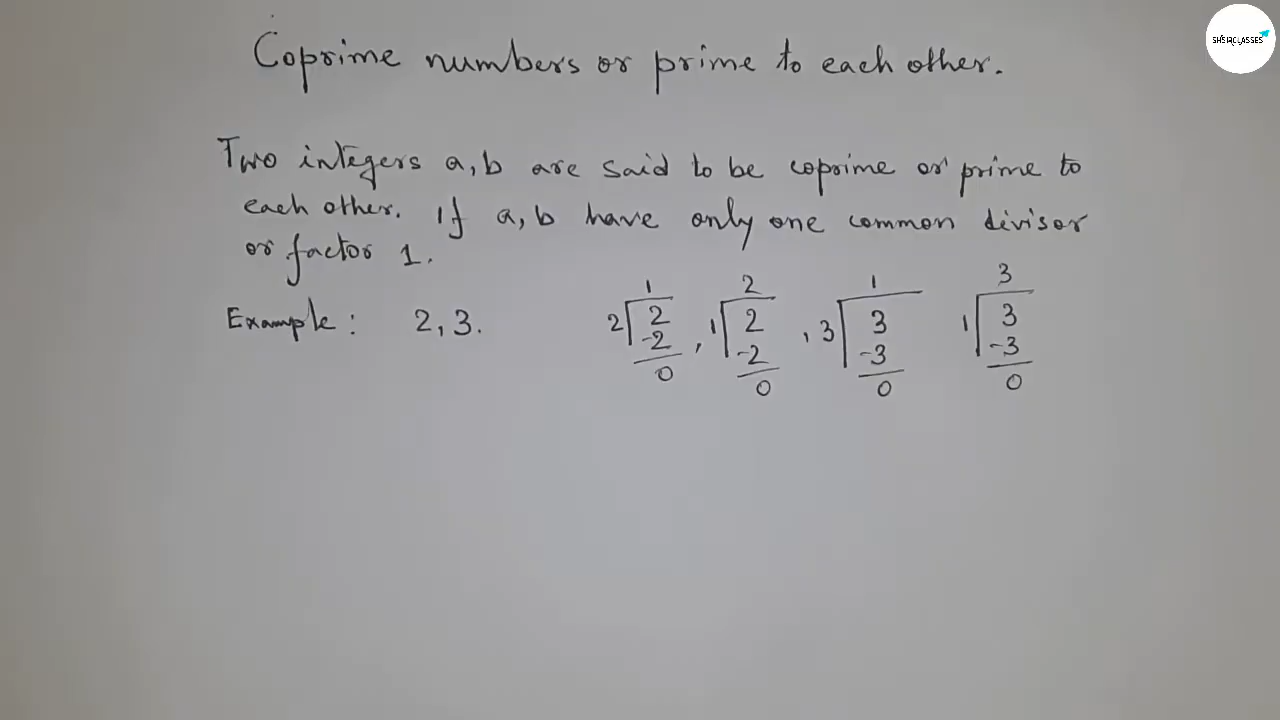 Coprime numbers or prime to each other.
SHSIRCLASSES
Two integers a, b are said to be coprime or prime to
each other. If a, b have only one common divisor
or factor 1.
Example : 2, 3.
1 2 1 3
2 2 , 1 2 , 3 3 1 3
-2 -2 -3 -3
0 0 0 0